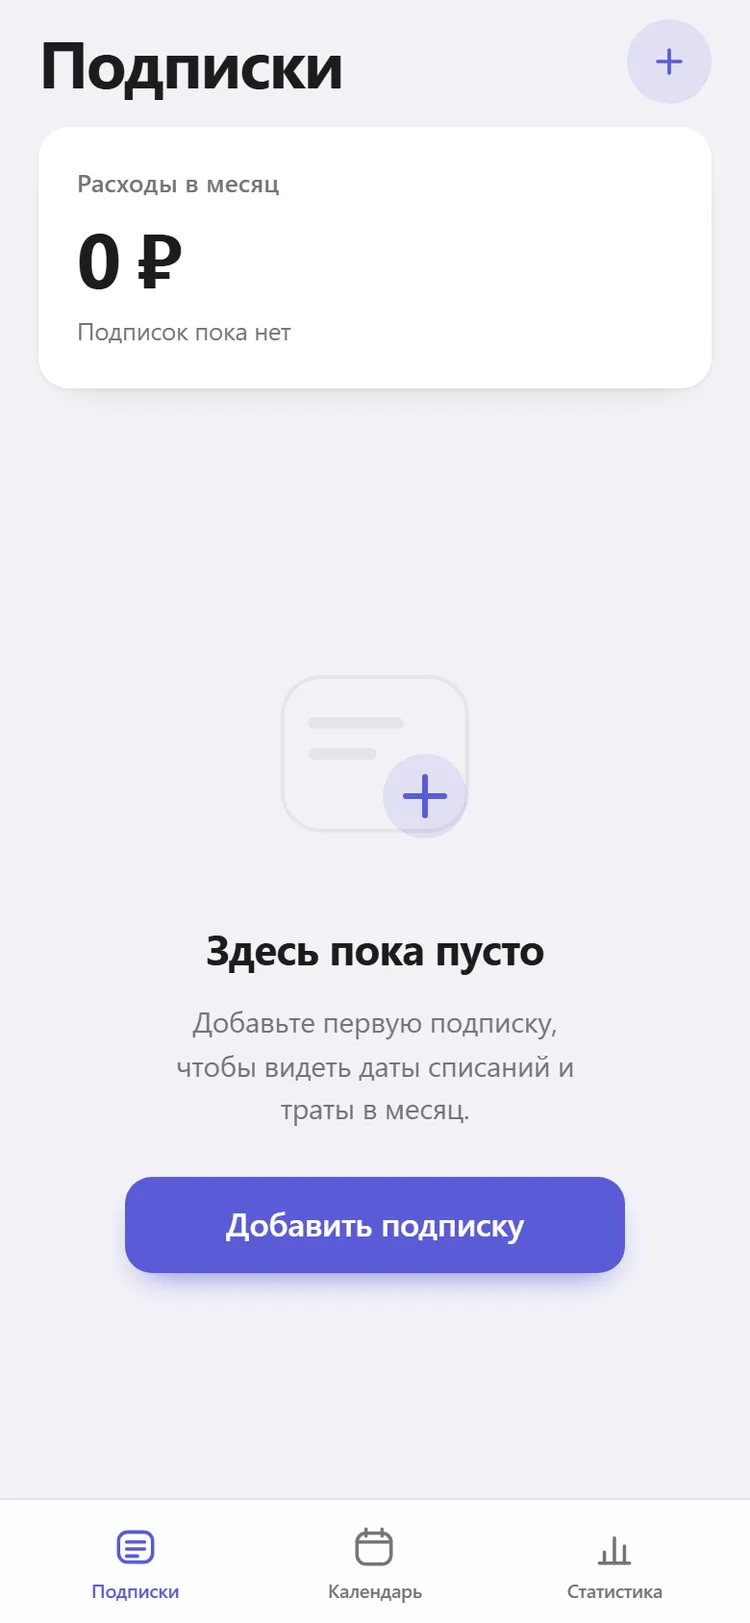 Подписки
Расходы в месяц
0 ₽
Подписок пока нет
Здесь пока пусто
Добавьте первую подписку,
чтобы видеть даты списаний и
траты в месяц.
Добавить подписку
Подписки
Календарь
Статистика